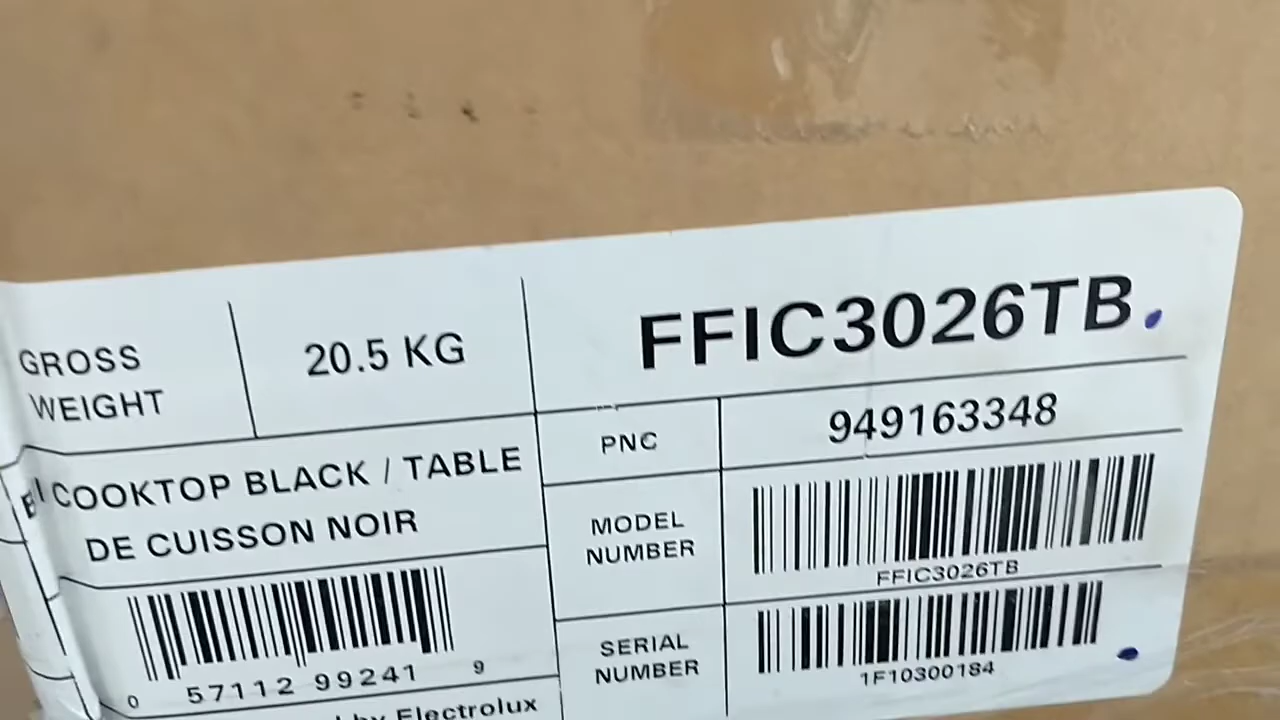 GROSS
WEIGHT
20.5 KG
FFIC3026TB
PNC
949163348
COOKTOP BLACK / TABLE
DE CUISSON NOIR
MODEL
NUMBER
FFIC3026TB
SERIAL
NUMBER
1F10300184
0 57112 99241 9
by Electrolux